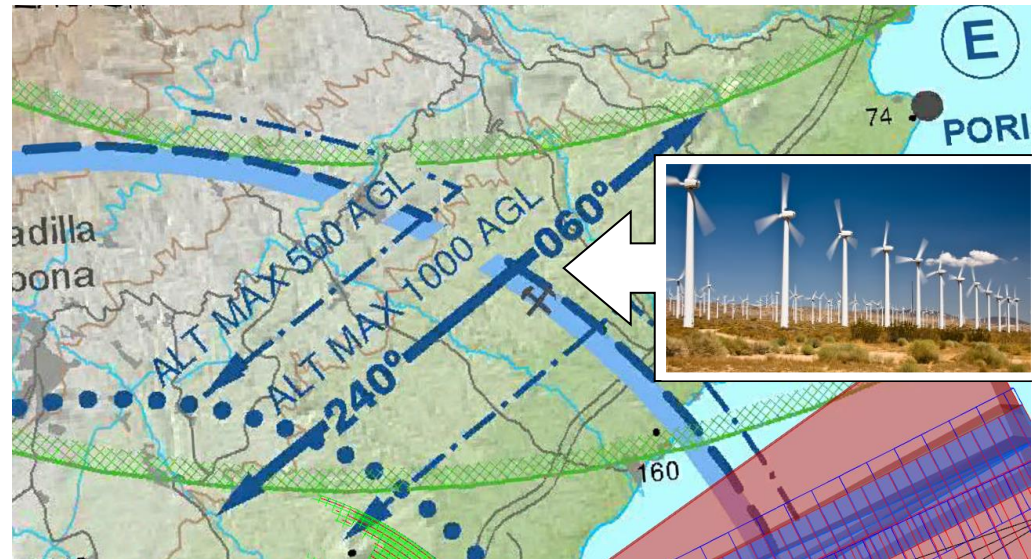 E
74
PORI
adilla
bona
ALT MAX 500 AGL
060°
ALT MAX 1000 AGL
240°
160